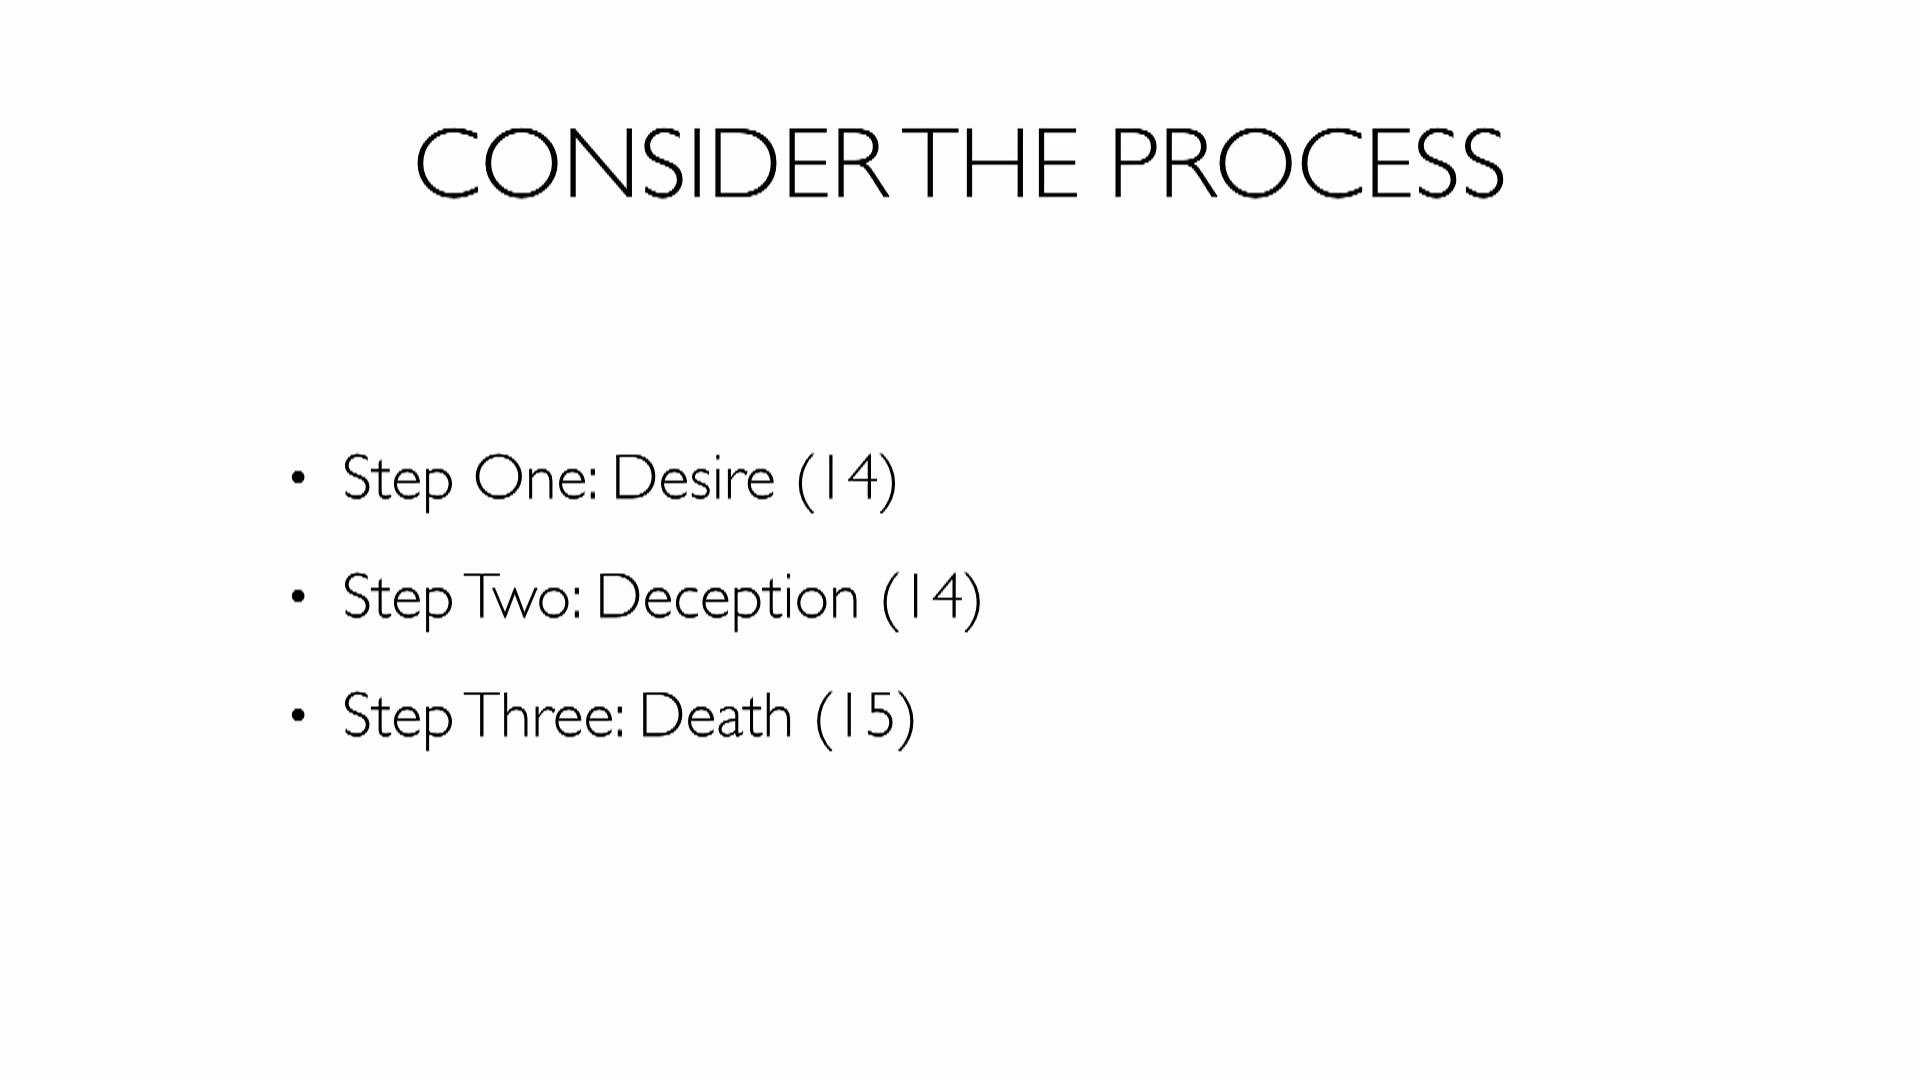 CONSIDER THE PROCESS
• Step One: Desire (14)
• Step Two: Deception (14)
• Step Three: Death (15)